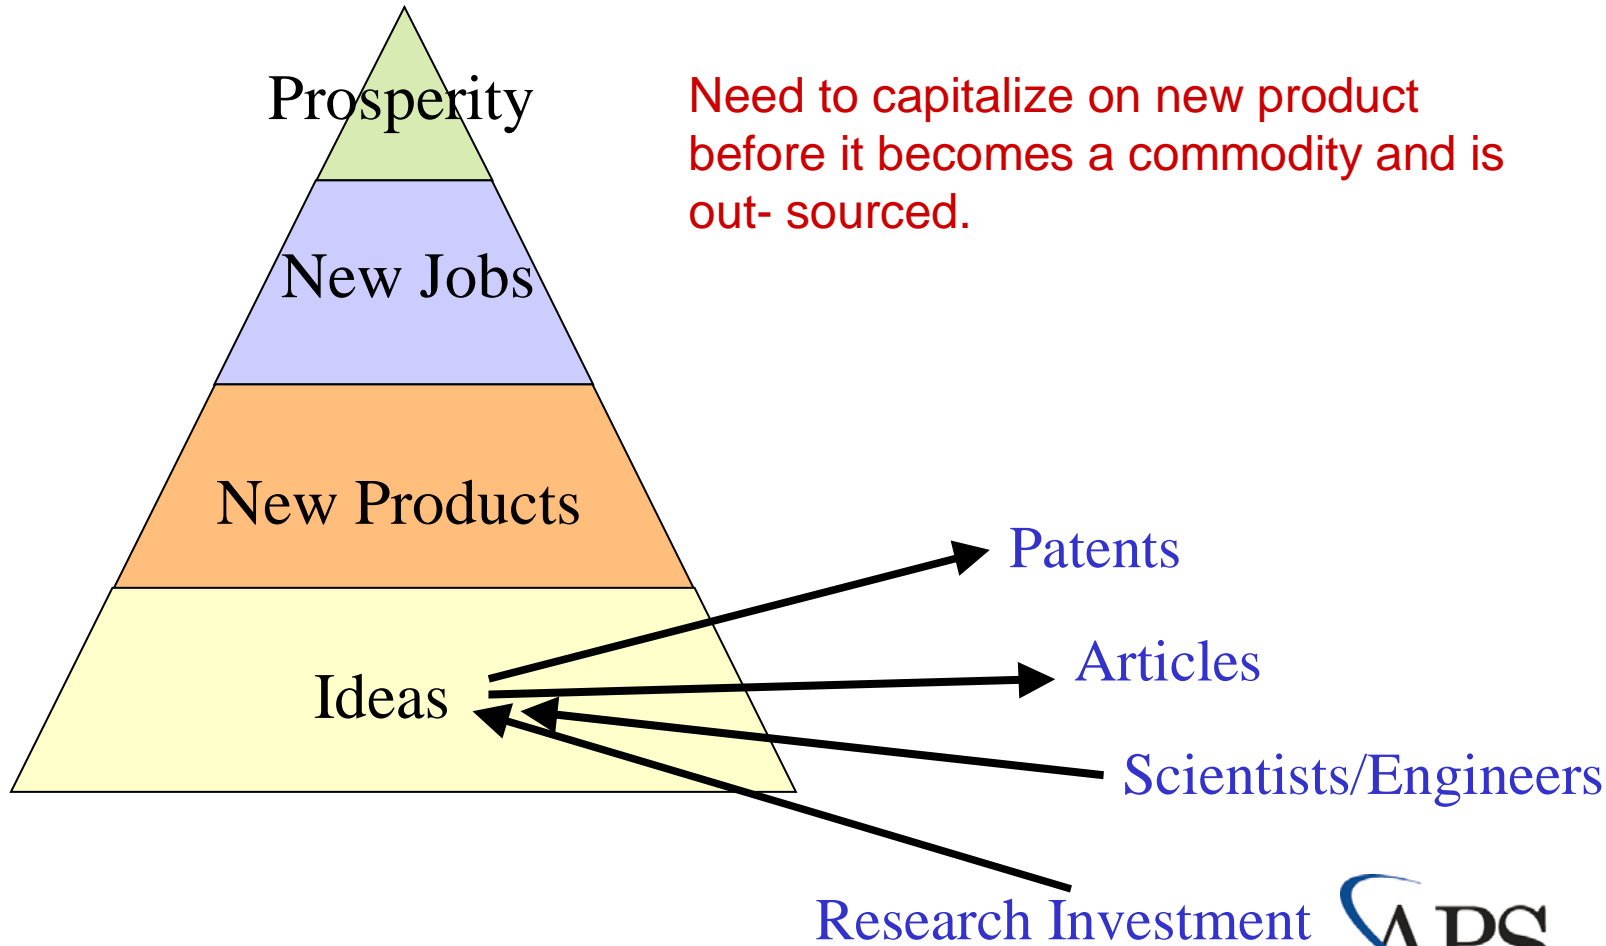 Prosperity
Need to capitalize on new product
before it becomes a commodity and is
out- sourced.
New Jobs
New Products
Patents
Articles
Ideas
Scientists/Engineers
Research Investment
APS